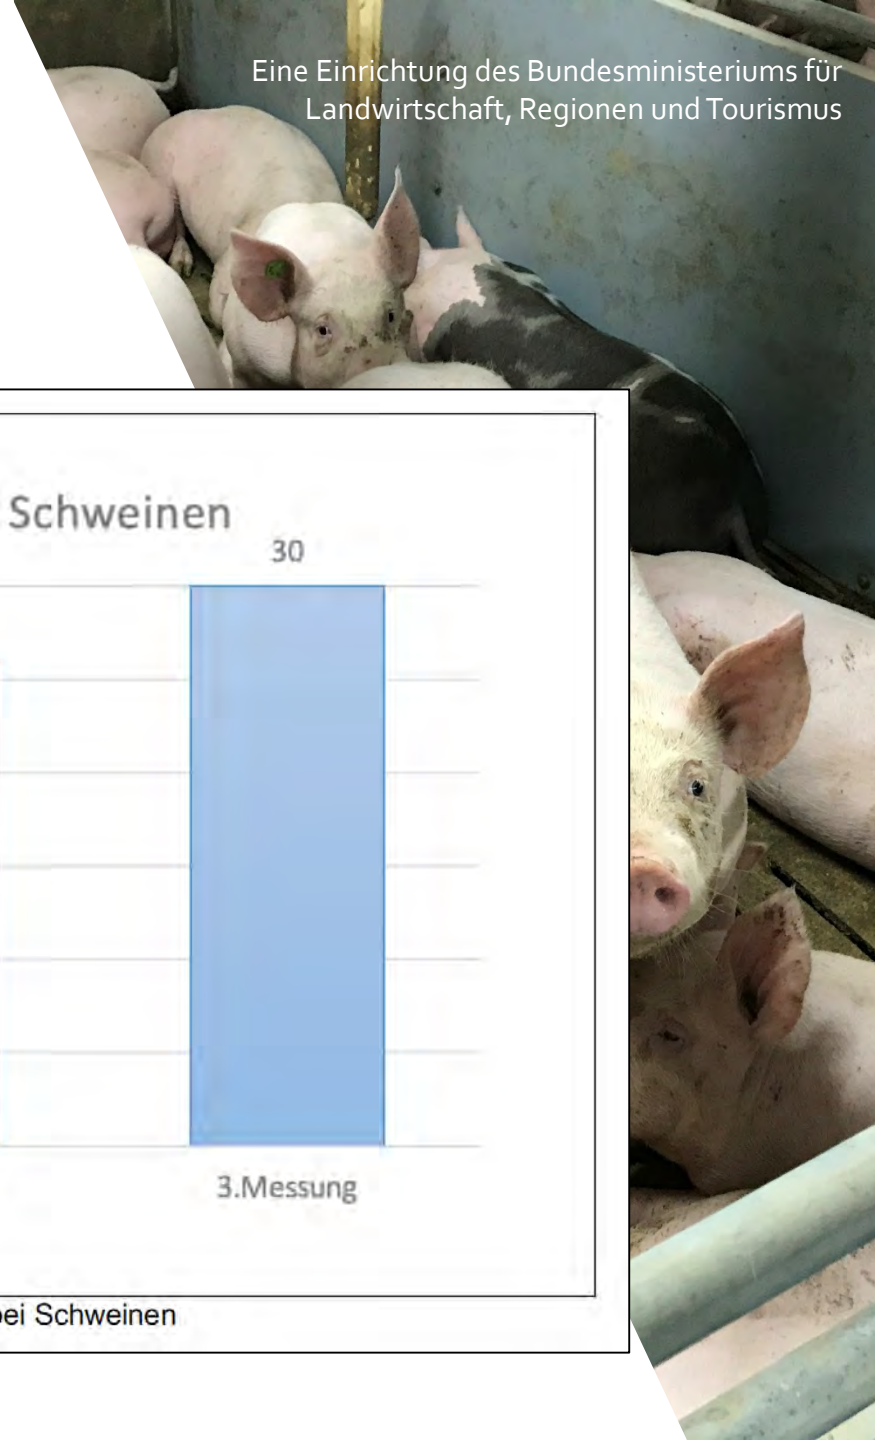 Eine Einrichtung des Bundesministeriums für
Landwirtschaft, Regionen und Tourismus
Schweinen
30
3.Messung
bei Schweinen